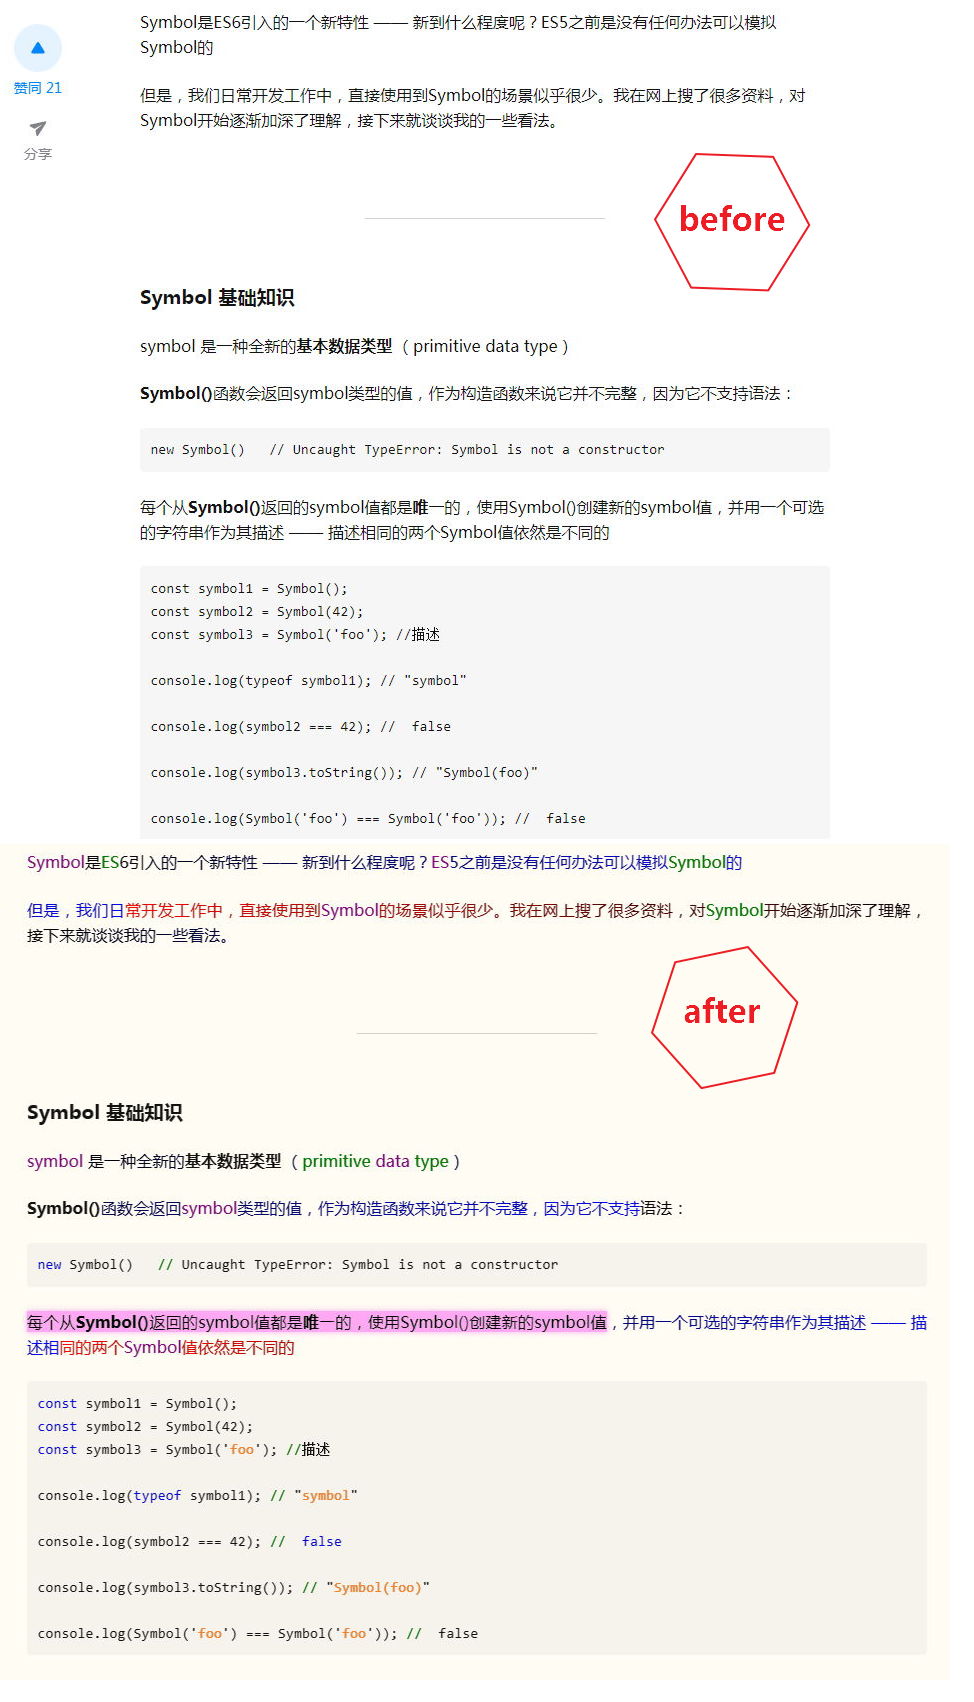 Symbol是ES6引入的一个新特性 —— 新到什么程度呢？ES5之前是没有任何办法可以模拟
Symbol的
赞同 21
但是，我们日常开发工作中，直接使用到Symbol的场景似乎很少。我在网上搜了很多资料，对
Symbol开始逐渐加深了理解，接下来就谈谈我的一些看法。
分享
before
Symbol 基础知识
symbol 是一种全新的基本数据类型 （primitive data type）
Symbol()函数会返回symbol类型的值，作为构造函数来说它并不完整，因为它不支持语法：
new Symbol()   // Uncaught TypeError: Symbol is not a constructor
每个从Symbol()返回的symbol值都是唯一的，使用Symbol()创建新的symbol值，并用一个可选
的字符串作为其描述 —— 描述相同的两个Symbol值依然是不同的
const symbol1 = Symbol();
const symbol2 = Symbol(42);
const symbol3 = Symbol('foo'); //描述
console.log(typeof symbol1); // "symbol"
console.log(symbol2 === 42); //  false
console.log(symbol3.toString()); // "Symbol(foo)"
console.log(Symbol('foo') === Symbol('foo')); //  false
Symbol是ES6引入的一个新特性 —— 新到什么程度呢？ES5之前是没有任何办法可以模拟Symbol的
但是，我们日常开发工作中，直接使用到Symbol的场景似乎很少。我在网上搜了很多资料，对Symbol开始逐渐加深了理解，
接下来就谈谈我的一些看法。
after
Symbol 基础知识
symbol 是一种全新的基本数据类型 （primitive data type）
Symbol()函数会返回symbol类型的值，作为构造函数来说它并不完整，因为它不支持语法：
new Symbol()   // Uncaught TypeError: Symbol is not a constructor
每个从Symbol()返回的symbol值都是唯一的，使用Symbol()创建新的symbol值，并用一个可选的字符串作为其描述 —— 描
述相同的两个Symbol值依然是不同的
const symbol1 = Symbol();
const symbol2 = Symbol(42);
const symbol3 = Symbol('foo'); //描述
console.log(typeof symbol1); // "symbol"
console.log(symbol2 === 42); //  false
console.log(symbol3.toString()); // "Symbol(foo)"
console.log(Symbol('foo') === Symbol('foo')); //  false